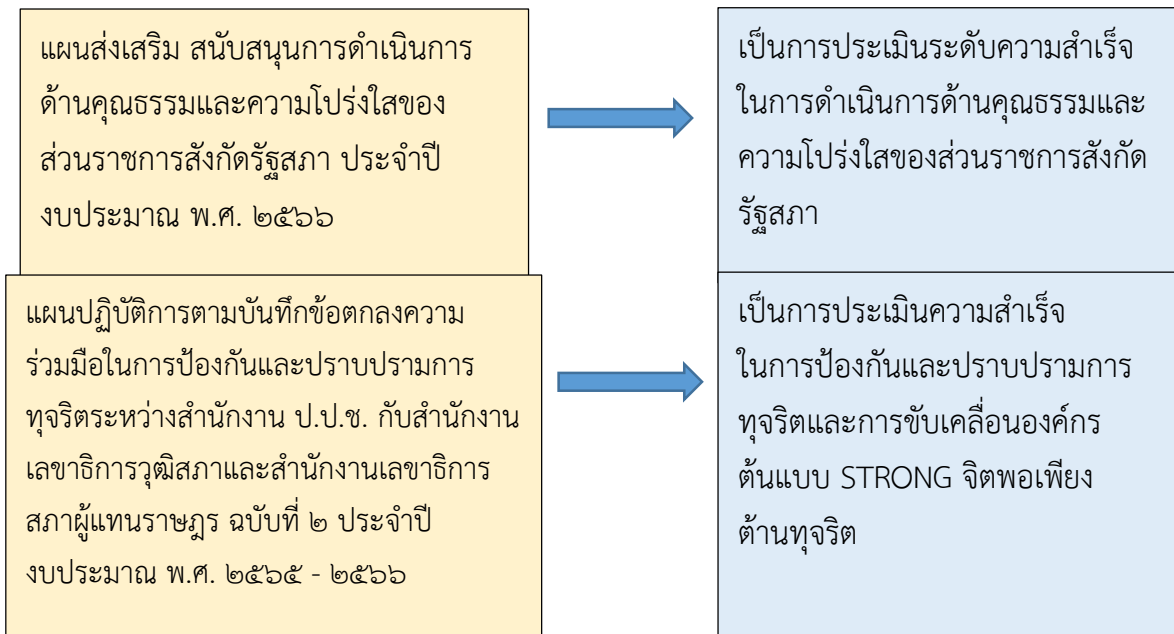 แผนส่งเสริม สนับสนุนการดำเนินการ
ด้านคุณธรรมและความโปร่งใสของ
ส่วนราชการสังกัดรัฐสภา ประจำปี
งบประมาณ พ.ศ. ๒๕๖๖
เป็นการประเมินระดับความสำเร็จ
ในการดำเนินการด้านคุณธรรมและ
ความโปร่งใสของส่วนราชการสังกัด
รัฐสภา
แผนปฏิบัติการตามบันทึกข้อตกลงความ
ร่วมมือในการป้องกันและปราบปรามการ
ทุจริตระหว่างสำนักงาน ป.ป.ช. กับสำนักงาน
เลขาธิการวุฒิสภาและสำนักงานเลขาธิการ
สภาผู้แทนราษฎร ฉบับที่ ๒ ประจำปี
งบประมาณ พ.ศ. ๒๕๖๕ - ๒๕๖๖
เป็นการประเมินความสำเร็จ
ในการป้องกันและปราบปรามการ
ทุจริตและการขับเคลื่อนองค์กร
ต้นแบบ STRONG จิตพอเพียง
ต้านทุจริต